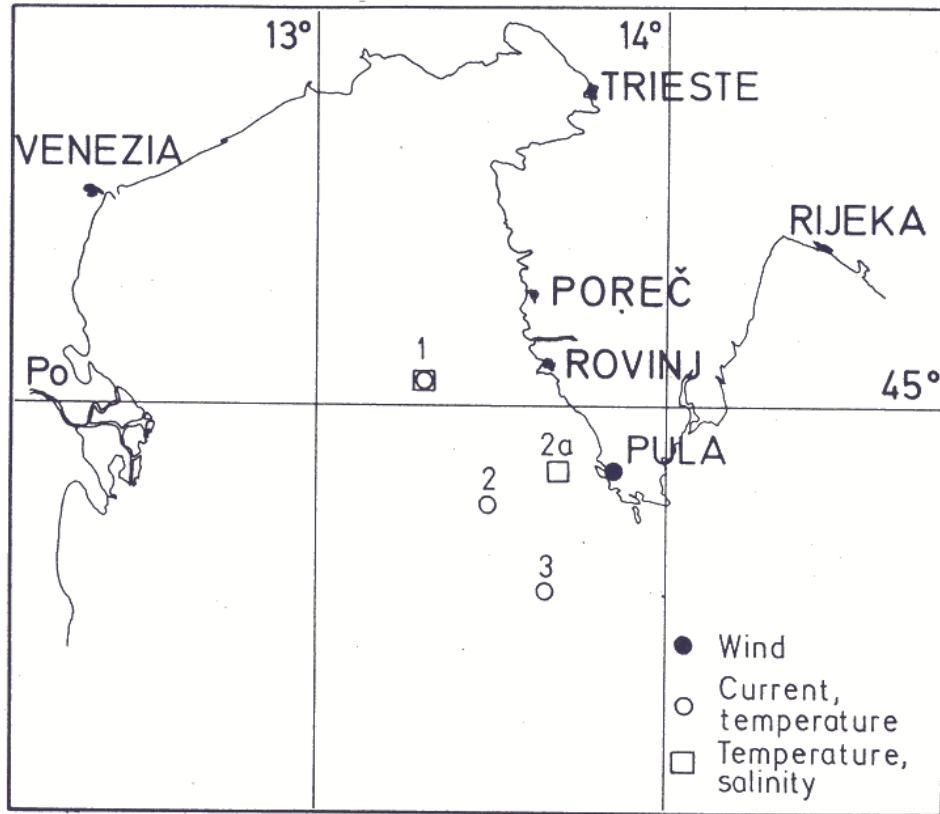 13°
14°
TRIESTE
VENEZIA
RIJEKA
POREČ
1
ROVINJ
Po
45°
2a
PULA
2
3
Wind
Current,
temperature
Temperature,
salinity